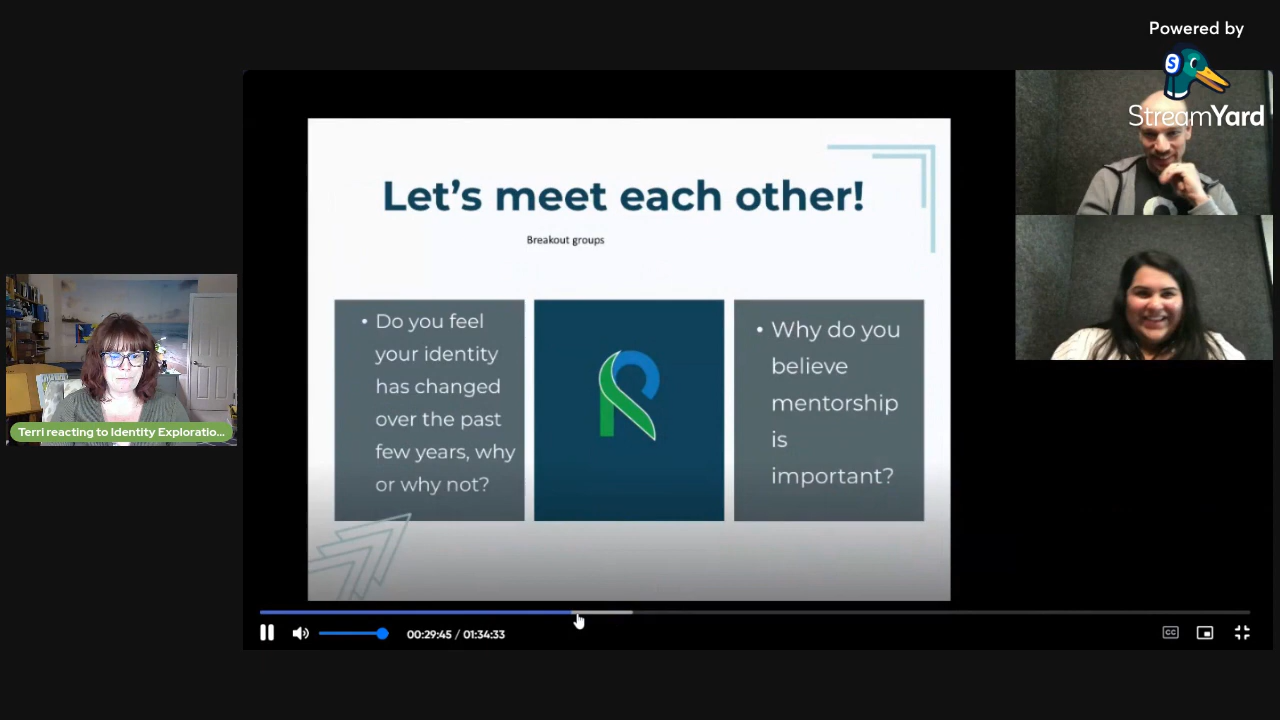 Powered by
S
StreamYard
Let's meet each other!
Breakout groups
• Do you feel
your identity
has changed
over the past
few years, why
or why not?
• Why do you
believe
mentorship
is
important?
Terri reacting to Identity Exploratio...
00:29:45 / 01:34:33
CC